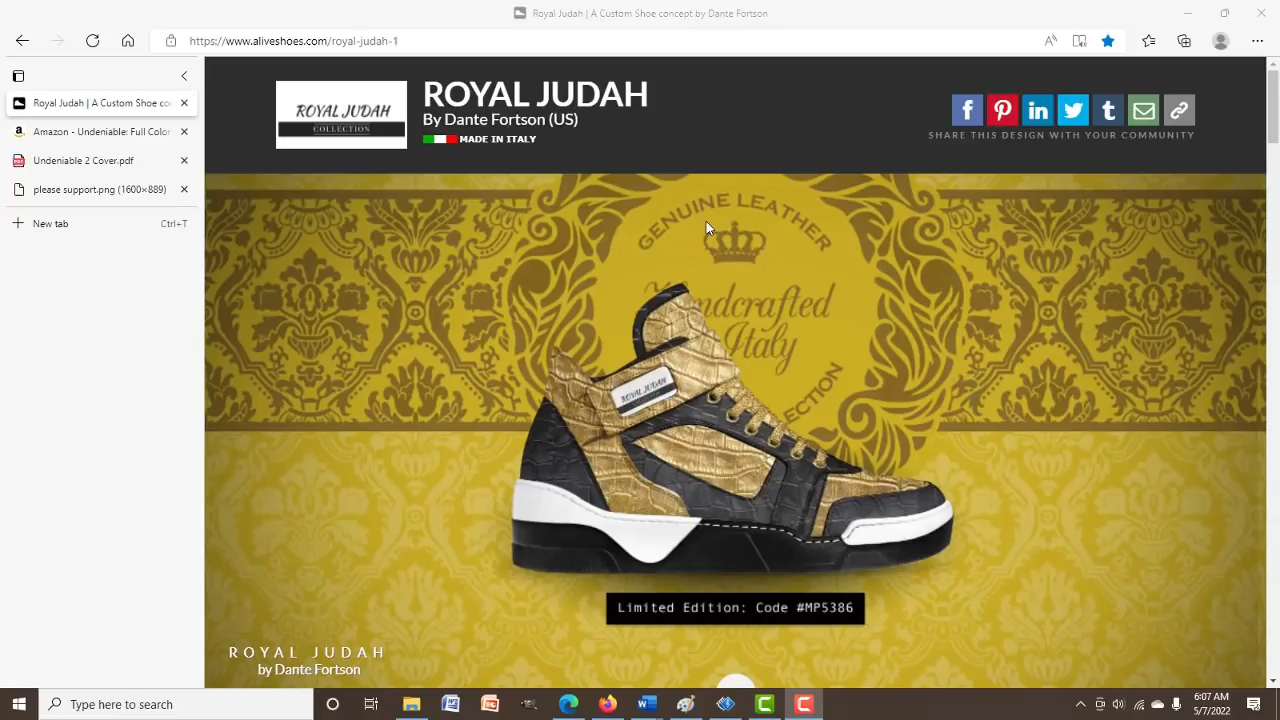 Royal Judah | A Custom Shoe concept by Dante Fortson
https://www.aliveshoes.com/royal-judah-1
Royal Judah | A Custom Shoe co
Amazon - Undeniable: Full Color
Undeniable 2 Cover.pdf
please support.png (1600×889)
New tab
Ctrl+T
ROYAL JUDAH
COLLECTION
ROYAL JUDAH
By Dante Fortson (US)
MADE IN ITALY
SHARE THIS DESIGN WITH YOUR COMMUNITY
GENUINE LEATHER
Italy
ROYAL JUDAH
Limited Edition: Code #MP5386
ROYAL JUDAH
by Dante Fortson
Type here to search
6:07 AM
5/7/2022